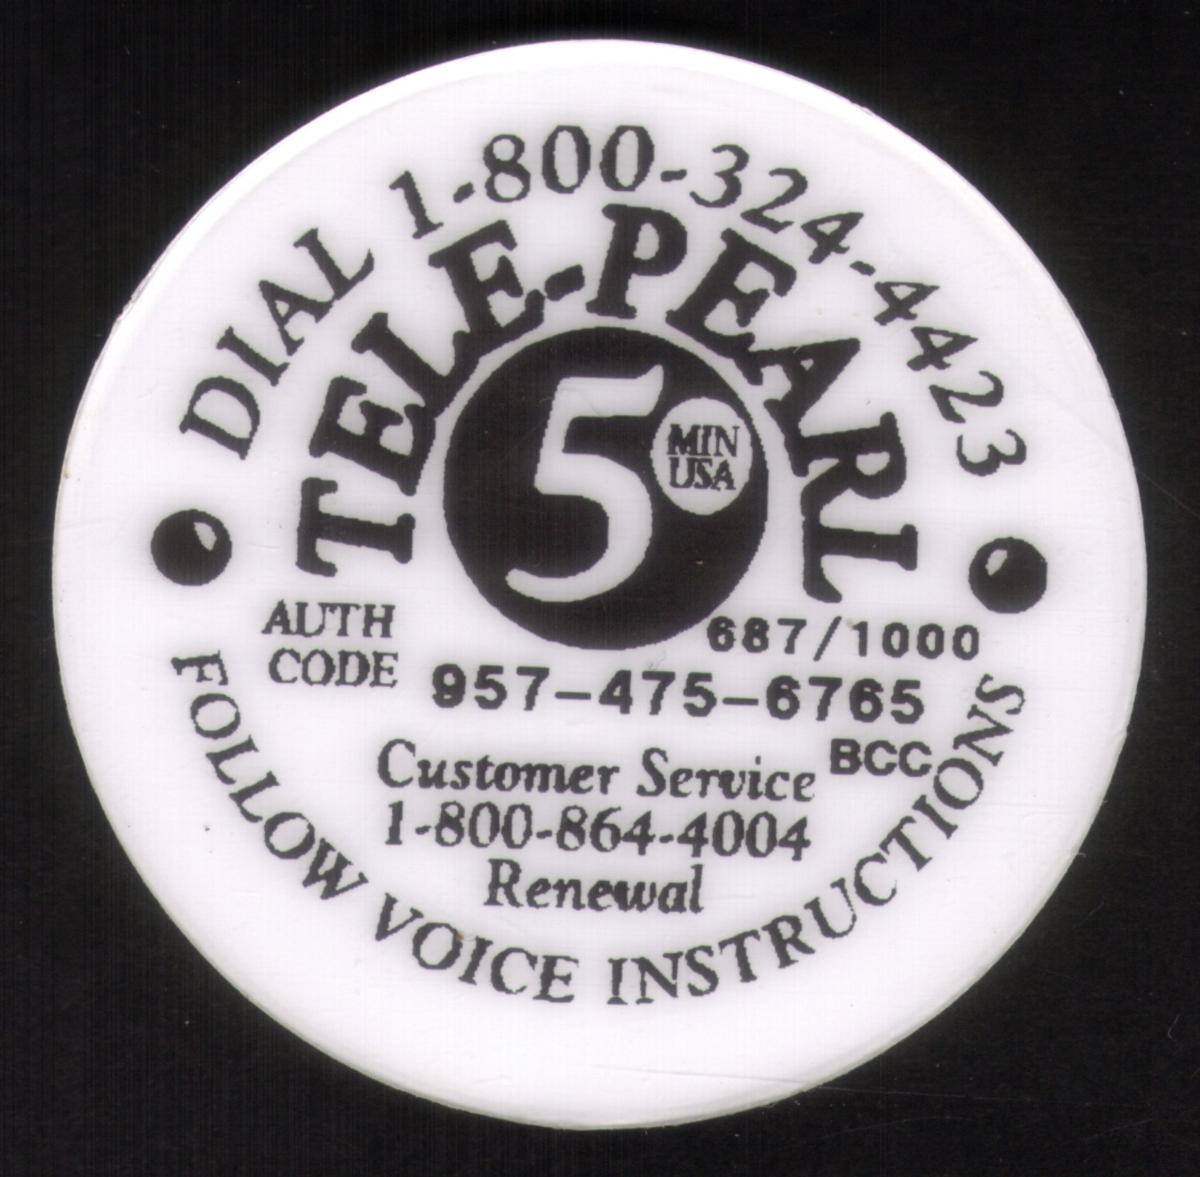 DIAL 1-800-324-4423
TELE-PEARL
5
MIN
USA
AUTH
CODE
687/1000
957-475-6765
BCC
Customer Service
1-800-864-4004
Renewal
FOLLOW VOICE INSTRUCTIONS